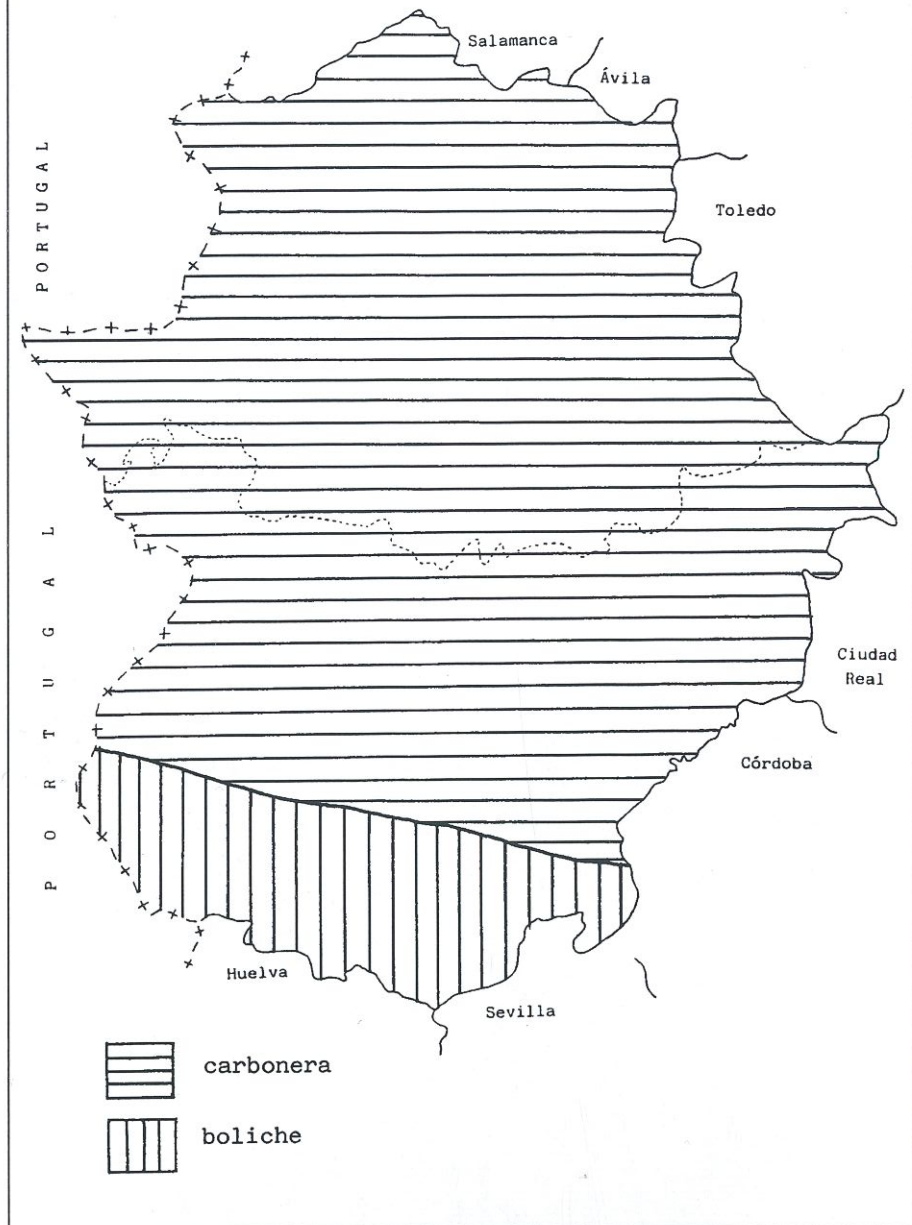 Salamanca
Ávila
PORTUGAL
Toledo
PORTUGAL
Ciudad
Real
Córdoba
Huelva
Sevilla
carbonera
boliche